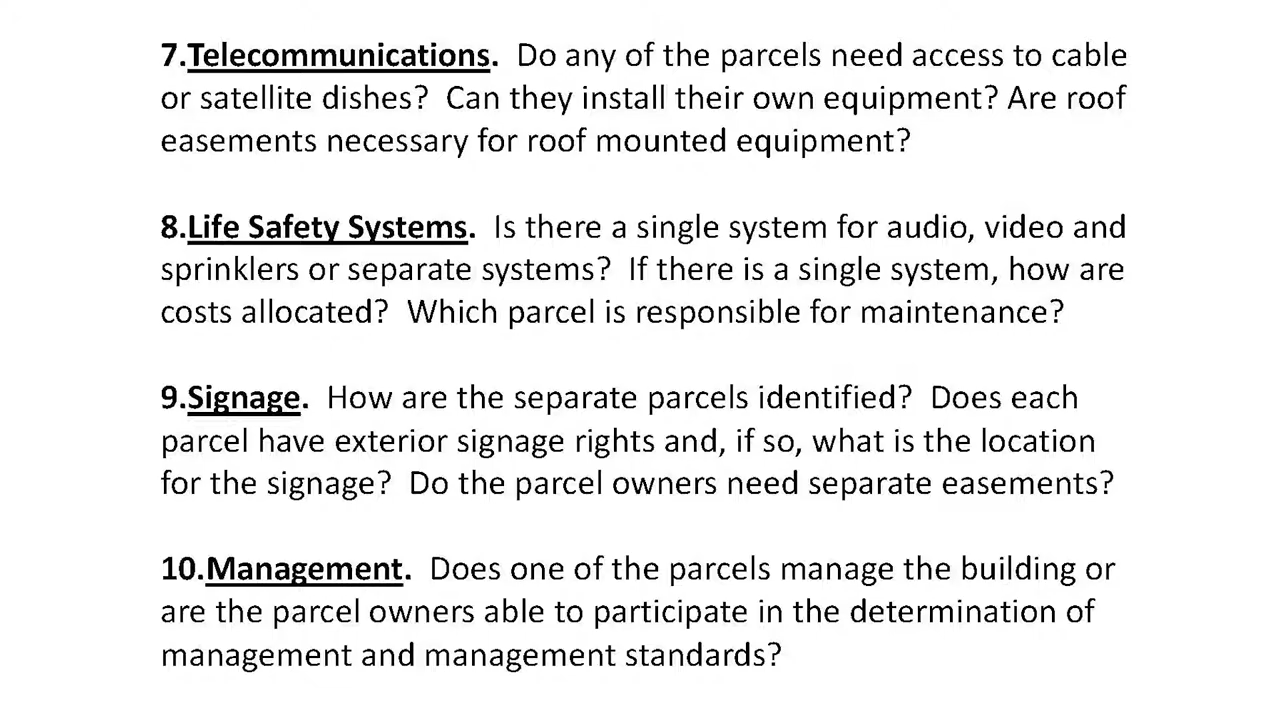 7.Telecommunications.  Do any of the parcels need access to cable
or satellite dishes?  Can they install their own equipment? Are roof
easements necessary for roof mounted equipment?
8.Life Safety Systems.  Is there a single system for audio, video and
sprinklers or separate systems?  If there is a single system, how are
costs allocated?  Which parcel is responsible for maintenance?
9.Signage.  How are the separate parcels identified?  Does each
parcel have exterior signage rights and, if so, what is the location
for the signage?  Do the parcel owners need separate easements?
10.Management.  Does one of the parcels manage the building or
are the parcel owners able to participate in the determination of
management and management standards?